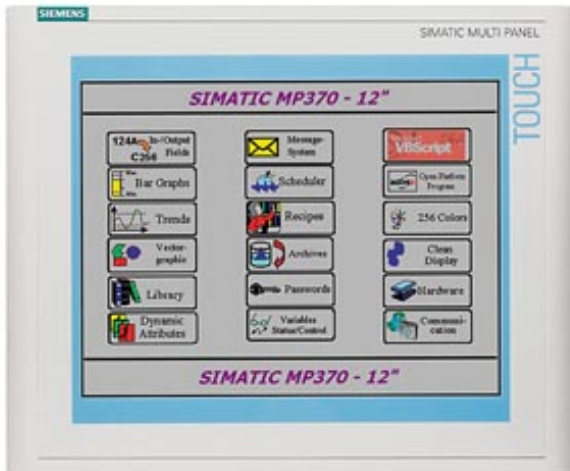 SIEMENS
SIMATIC MULTI PANEL
TOUCH
SIMATIC MP370 - 12"
124A In-/Output
C256 Fields
Message-
System
VBScript
Bar Graphs
Scheduler
Open Platform
Program
Trends
Recipes
256 Colors
Vector-
graphic
Archives
Clean
Display
Library
Passwords
Hardware
Dynamic
Attributes
Variables
Status/Control
Communi-
cation
SIMATIC MP370 - 12"